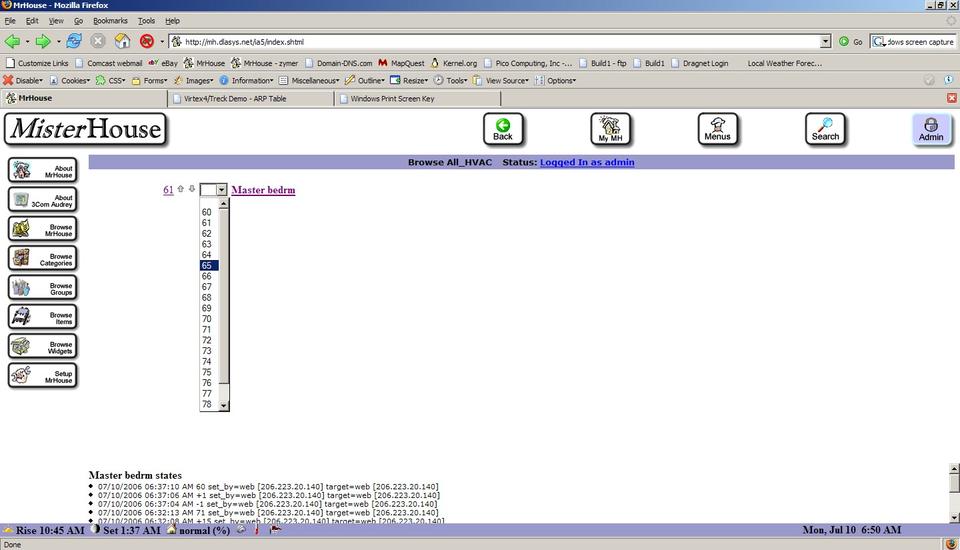 MrHouse - Mozilla Firefox
File Edit View Go Bookmarks Tools Help
http://mh.dlasys.net/ia5/index.shtml Go dows screen capture
Customize Links Comcast webmail eBay MrHouse MrHouse - zymer Domain-DNS.com MapQuest Kernel.org Pico Computing, Inc -... Build1 - ftp Build1 Dragnet Login Local Weather Forec...
Disable Cookies CSS Forms Images Information Miscellaneous Outline Resize Tools View Source Options
MrHouse Virtex4/Treck Demo - ARP Table Windows Print Screen Key
MisterHouse Back My MH Menus Search Admin
Browse All_HVAC Status: Logged In as admin
About MrHouse
About 3Com Audrey
Browse MrHouse
Browse Categories
Browse Groups
Browse Items
Browse Widgets
Setup MrHouse
61 Master bedrm
60
61
62
63
64
65
66
67
68
69
70
71
72
73
74
75
76
77
78
Master bedrm states
07/10/2006 06:37:10 AM 60 set_by=web [206.223.20.140] target=web [206.223.20.140]
07/10/2006 06:37:06 AM +1 set_by=web [206.223.20.140] target=web [206.223.20.140]
07/10/2006 06:37:04 AM -1 set_by=web [206.223.20.140] target=web [206.223.20.140]
07/10/2006 06:32:13 AM 71 set_by=web [206.223.20.140] target=web [206.223.20.140]
07/10/2006 06:32:08 AM +15 set_by=web [206.223.20.140] target=web [206.223.20.140]
Rise 10:45 AM Set 1:37 AM normal (%) Mon, Jul 10 6:50 AM
Done